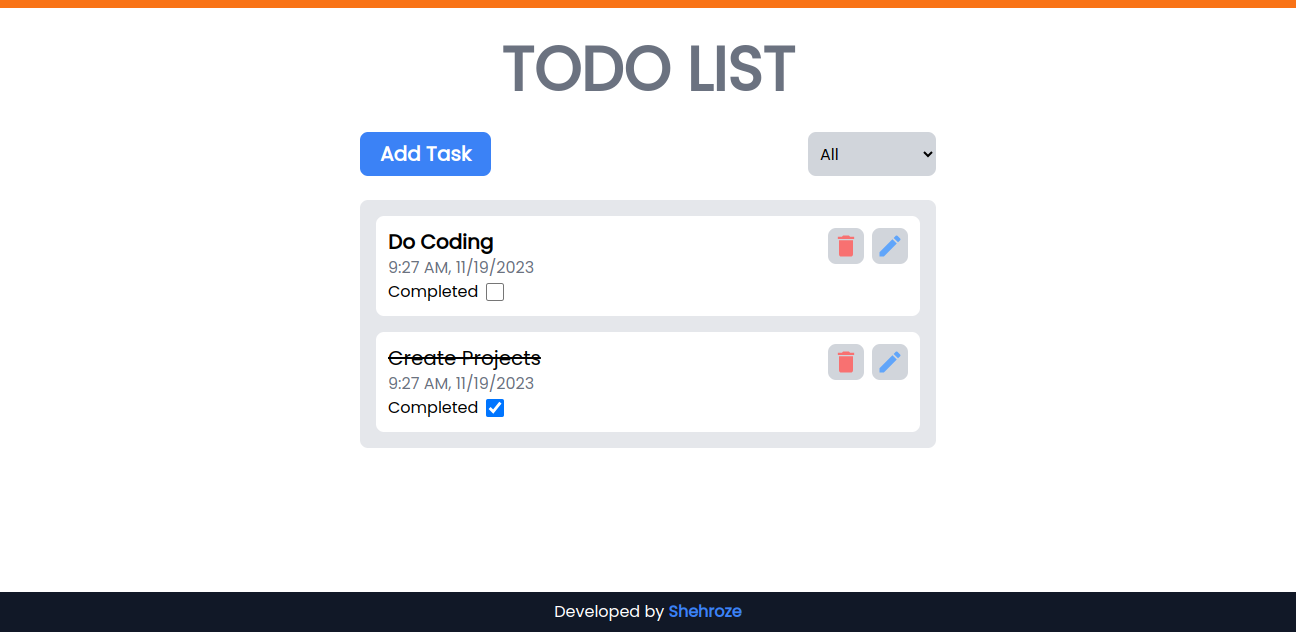 TODO LIST
Add Task
All
Do Coding
9:27 AM, 11/19/2023
Completed
Create Projects
9:27 AM, 11/19/2023
Completed
Developed by Shehroze